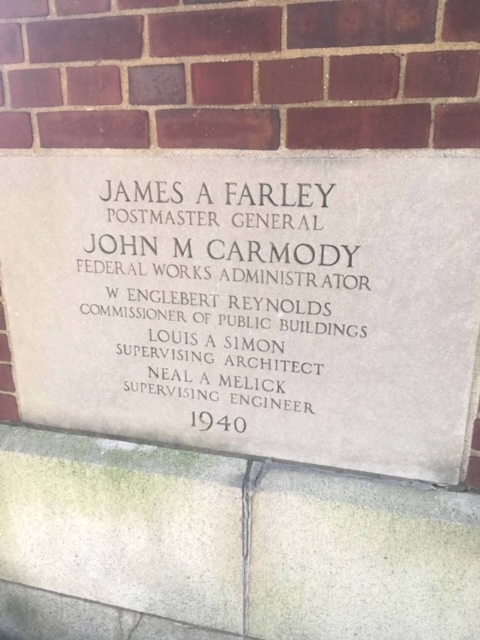 JAMES A FARLEY
POSTMASTER GENERAL
JOHN M CARMODY
FEDERAL WORKS ADMINISTRATOR
W ENGLEBERT REYNOLDS
COMMISSIONER OF PUBLIC BUILDINGS
LOUIS A SIMON
SUPERVISING ARCHITECT
NEAL A MELICK
SUPERVISING ENGINEER
1940